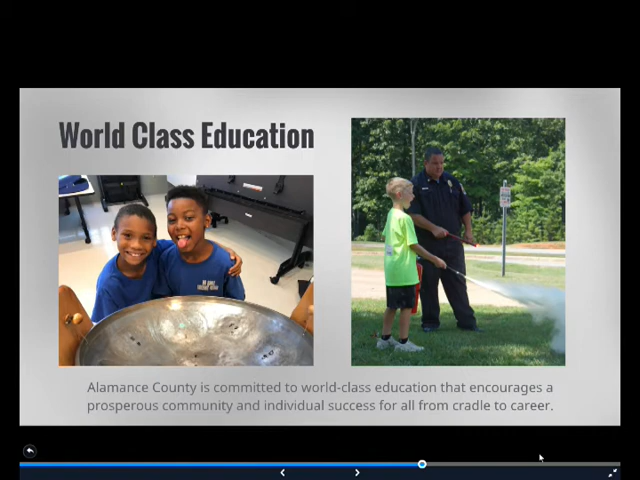 World Class Education
Alamance County is committed to world-class education that encourages a
prosperous community and individual success for all from cradle to career.